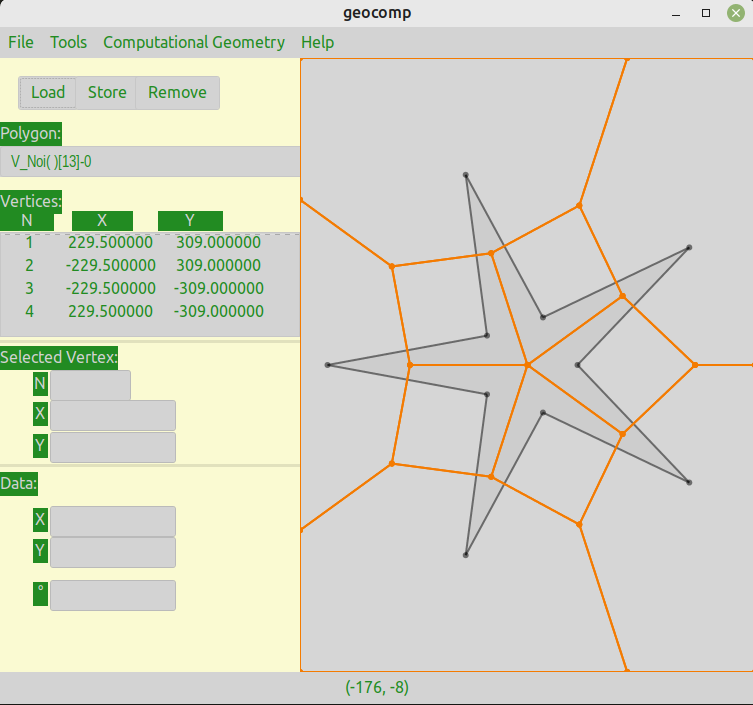 geocomp
File Tools Computational Geometry Help
Load Store Remove
Polygon:
V_Noi( )[13]-0
Vertices:
N X Y
1 229.500000 309.000000
2 -229.500000 309.000000
3 -229.500000 -309.000000
4 229.500000 -309.000000
Selected Vertex:
N
X
Y
Data:
X
Y
°
(-176, -8)